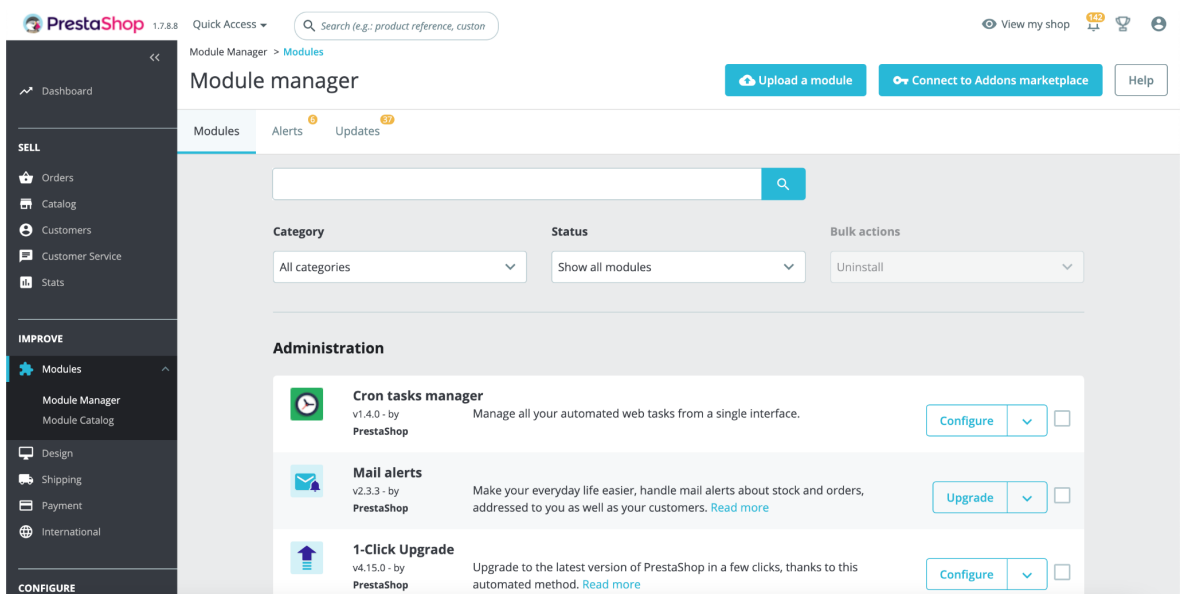 PrestaShop 1.7.8.8
Quick Access
Search (e.g.: product reference, custon
View my shop
142
Module Manager > Modules
Module manager
Upload a module
Connect to Addons marketplace
Help
Modules
Alerts
6
Updates
37
Dashboard
SELL
Orders
Catalog
Customers
Customer Service
Stats
IMPROVE
Modules
Module Manager
Module Catalog
Design
Shipping
Payment
International
CONFIGURE
Category
Status
Bulk actions
All categories
Show all modules
Uninstall
Administration
Cron tasks manager
v1.4.0 - by
PrestaShop
Manage all your automated web tasks from a single interface.
Configure
Mail alerts
v2.3.3 - by
PrestaShop
Make your everyday life easier, handle mail alerts about stock and orders,
addressed to you as well as your customers. Read more
Upgrade
1-Click Upgrade
v4.15.0 - by
PrestaShop
Upgrade to the latest version of PrestaShop in a few clicks, thanks to this
automated method. Read more
Configure